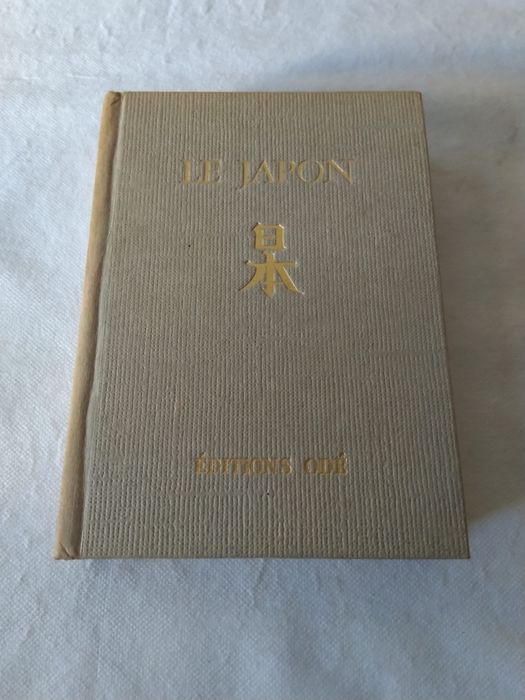 LE JAPON
日
本
ÉDITIONS ODÉ